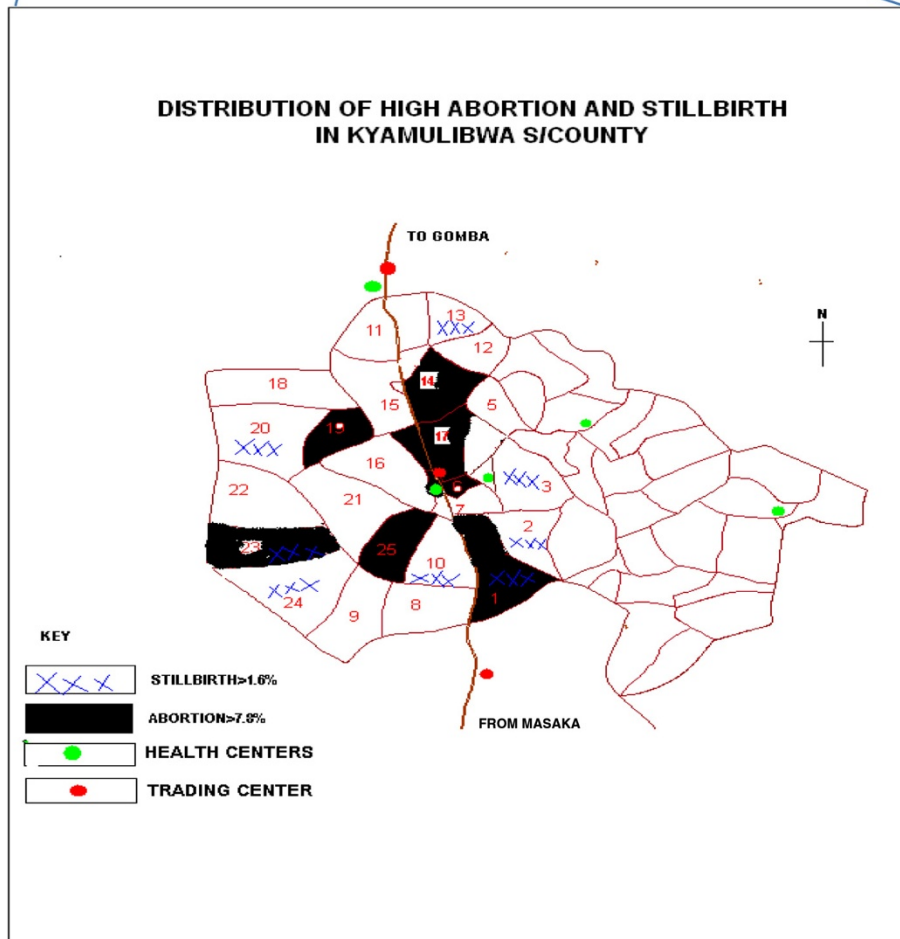 DISTRIBUTION OF HIGH ABORTION AND STILLBIRTH
IN KYAMULIBWA S/COUNTY
TO GOMBA
N
13
11
12
14
18
5
15
20
17
16
3
22
21
7
2
23
25
10
1
24
8
9
KEY
STILLBIRTH>1.6%
ABORTION>7.8%
FROM MASAKA
HEALTH CENTERS
TRADING CENTER